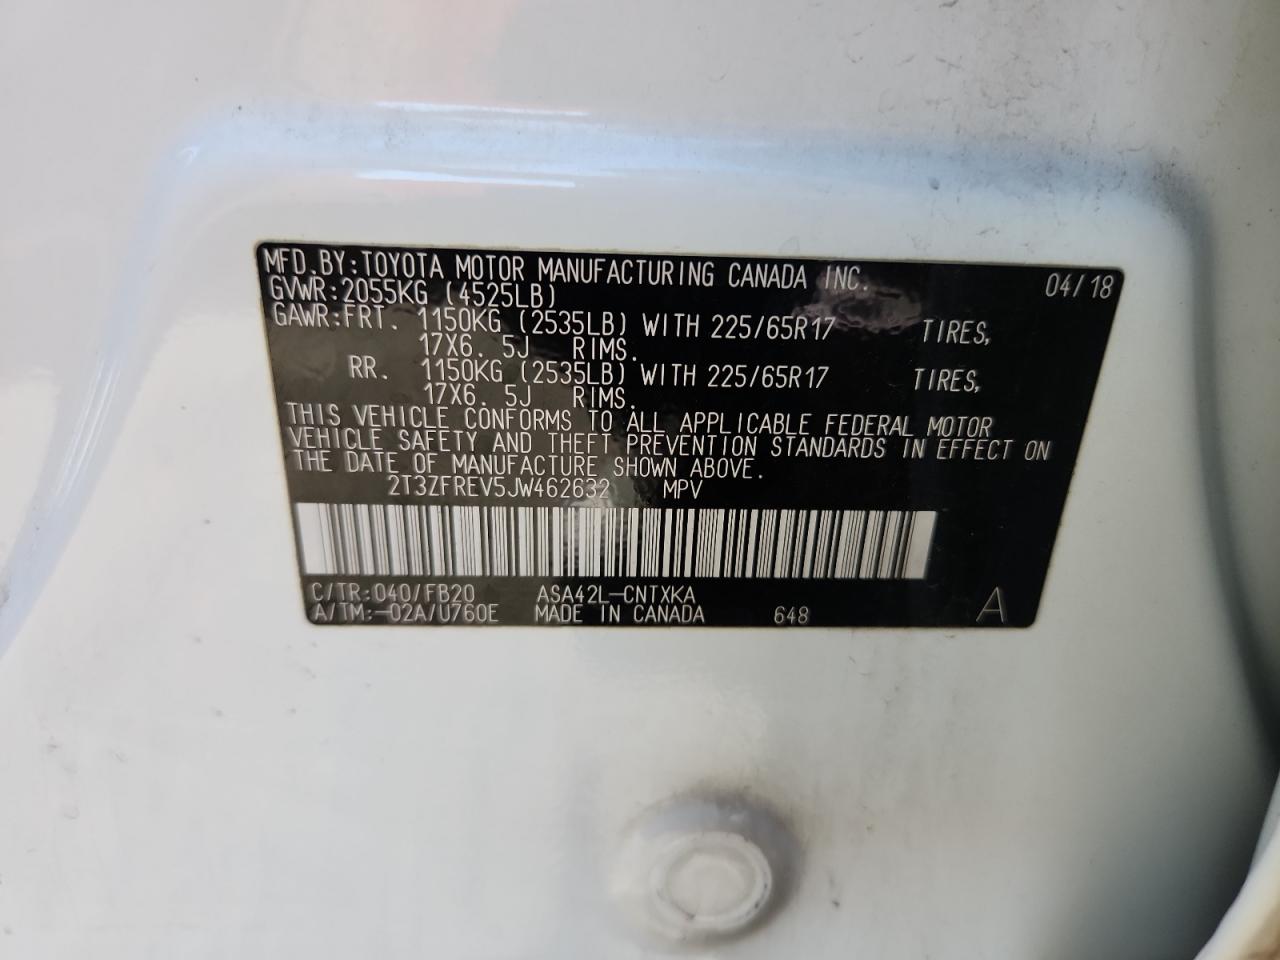 MFD.BY:TOYOTA MOTOR MANUFACTURING CANADA INC. 04/18
GVWR:2055KG (4525LB)
GAWR:FRT. 1150KG (2535LB) WITH 225/65R17 TIRES,
17X6.5J RIMS.
RR. 1150KG (2535LB) WITH 225/65R17 TIRES,
17X6.5J RIMS.
THIS VEHICLE CONFORMS TO ALL APPLICABLE FEDERAL MOTOR
VEHICLE SAFETY AND THEFT PREVENTION STANDARDS IN EFFECT ON
THE DATE OF MANUFACTURE SHOWN ABOVE.
2T3ZFREV5JW462632 MPV
C/TR:040/FB20 ASA42L-CNTXKA
A/TM:-02A/U760E MADE IN CANADA 648 A